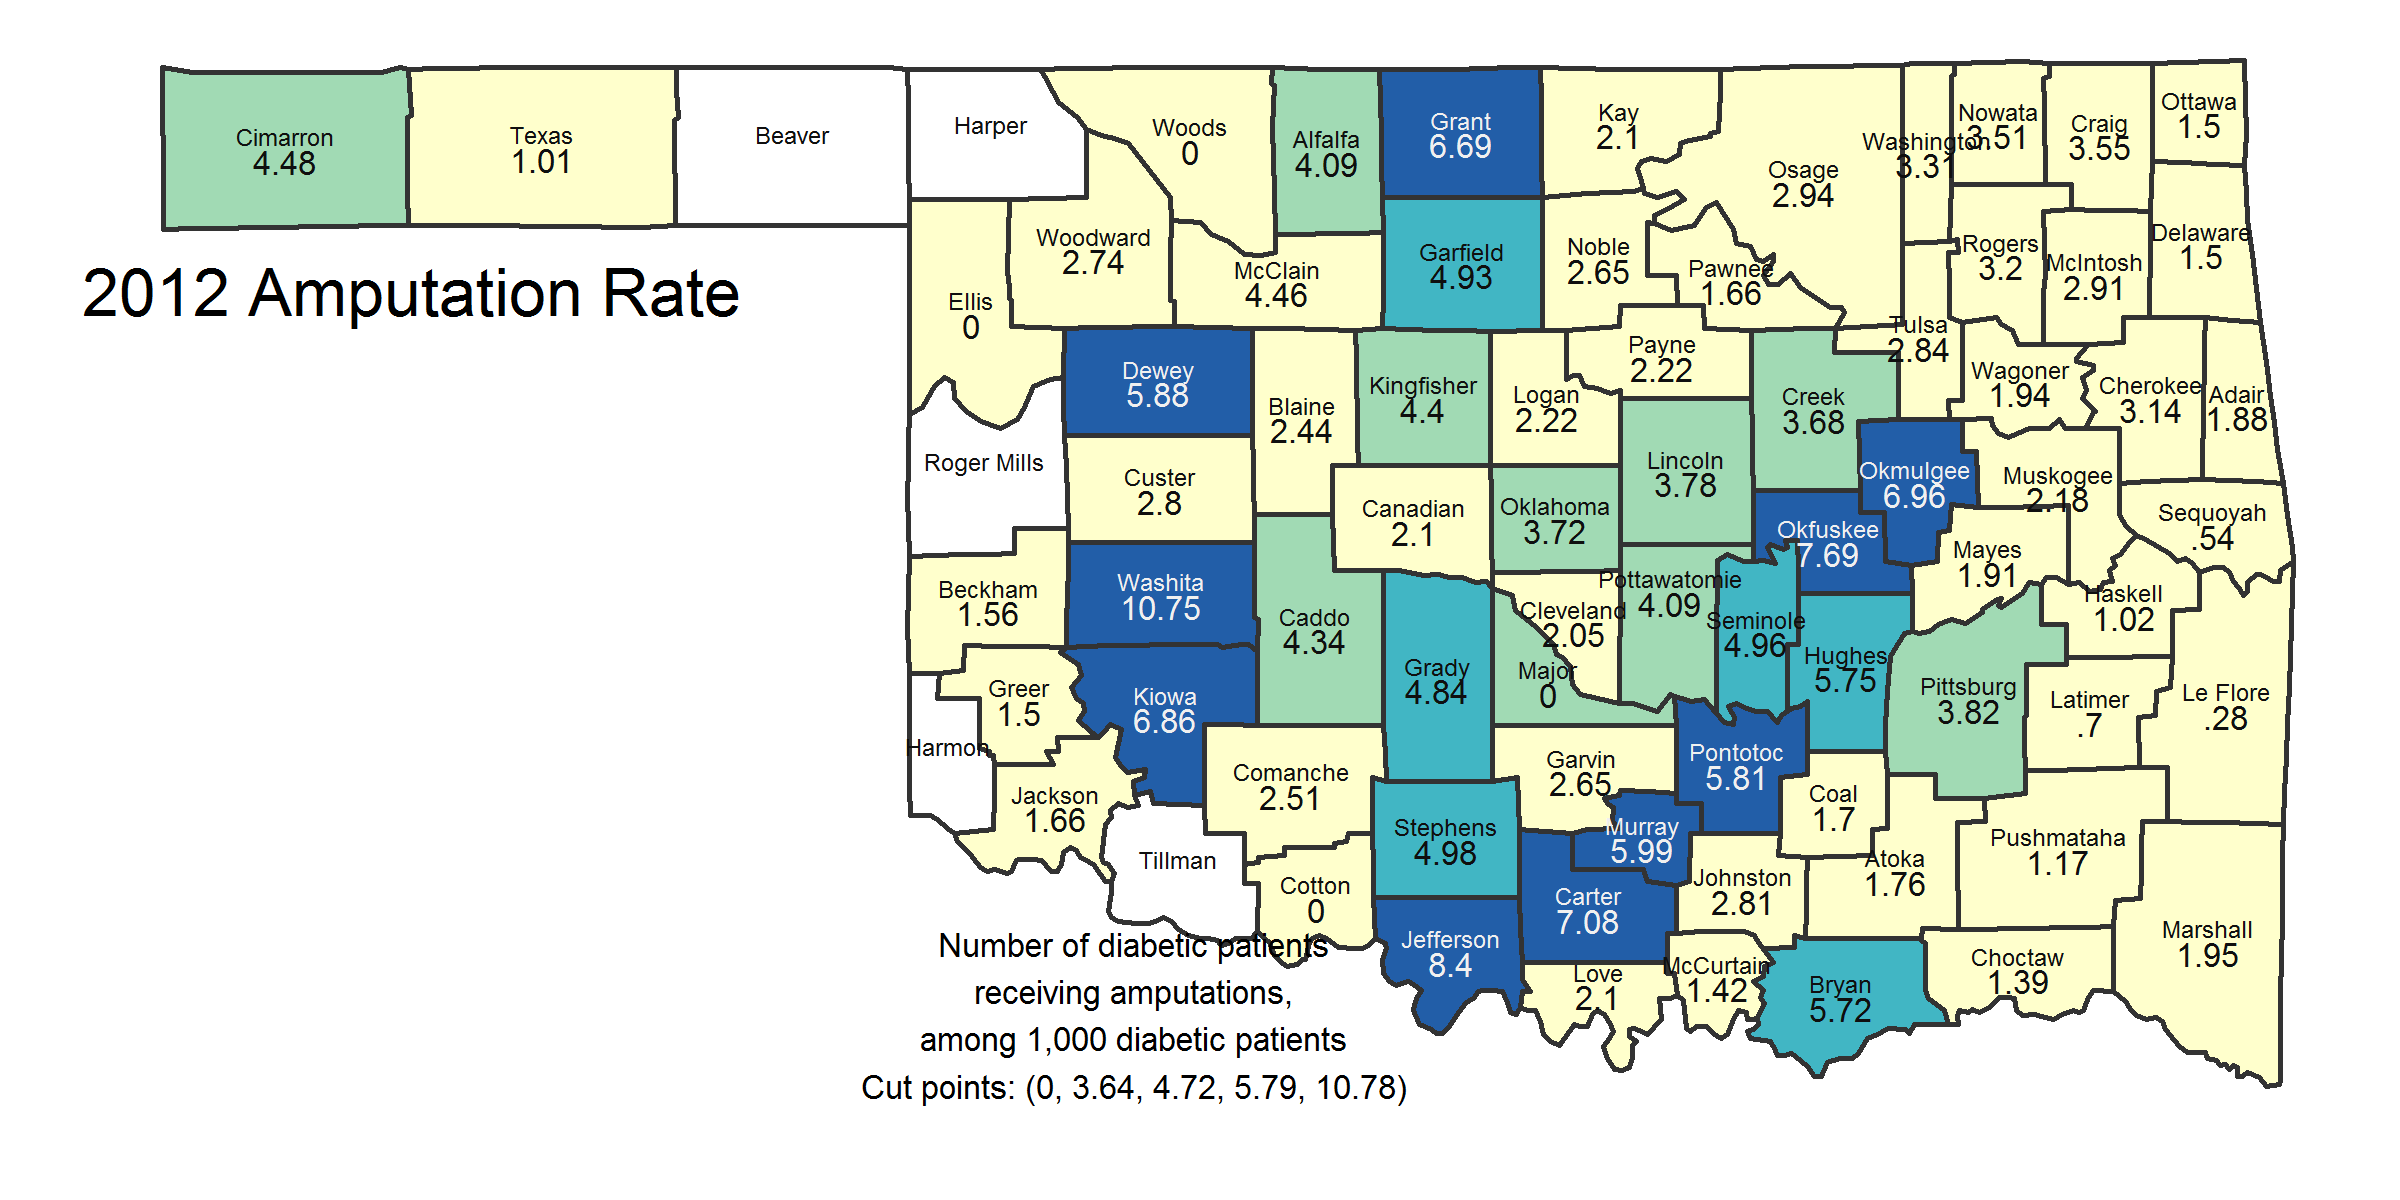 Cimarron
4.48
Texas
1.01
Beaver
Harper
Woods
0
Alfalfa
4.09
Grant
6.69
Kay
2.1
Osage
2.94
Washington
3.31
Nowata
3.51
Craig
3.55
Ottawa
1.5
Ellis
0
Woodward
2.74
McClain
4.46
Garfield
4.93
Noble
2.65
Pawnee
1.66
Rogers
3.2
McIntosh
2.91
Delaware
1.5
2012 Amputation Rate
Dewey
5.88
Blaine
2.44
Kingfisher
4.4
Logan
2.22
Payne
2.22
Creek
3.68
Tulsa
2.84
Wagoner
1.94
Cherokee
3.14
Adair
1.88
Roger Mills
Custer
2.8
Canadian
2.1
Oklahoma
3.72
Lincoln
3.78
Okfuskee
7.69
Okmulgee
6.96
Muskogee
2.18
Sequoyah
.54
Mayes
1.91
Beckham
1.56
Washita
10.75
Caddo
4.34
Grady
4.84
Cleveland
2.05
Pottawatomie
4.09
Seminole
4.96
Hughes
5.75
Haskell
1.02
Greer
1.5
Kiowa
6.86
Major
0
Pittsburg
3.82
Latimer
.7
Le Flore
.28
Harmon
Jackson
1.66
Comanche
2.51
Garvin
2.65
Pontotoc
5.81
Coal
1.7
Tillman
Stephens
4.98
Murray
5.99
Atoka
1.76
Pushmataha
1.17
Cotton
0
Carter
7.08
Johnston
2.81
Jefferson
8.4
Love
2.1
McCurtain
1.42
Bryan
5.72
Choctaw
1.39
Marshall
1.95
Number of diabetic patients
receiving amputations,
among 1,000 diabetic patients
Cut points: (0, 3.64, 4.72, 5.79, 10.78)